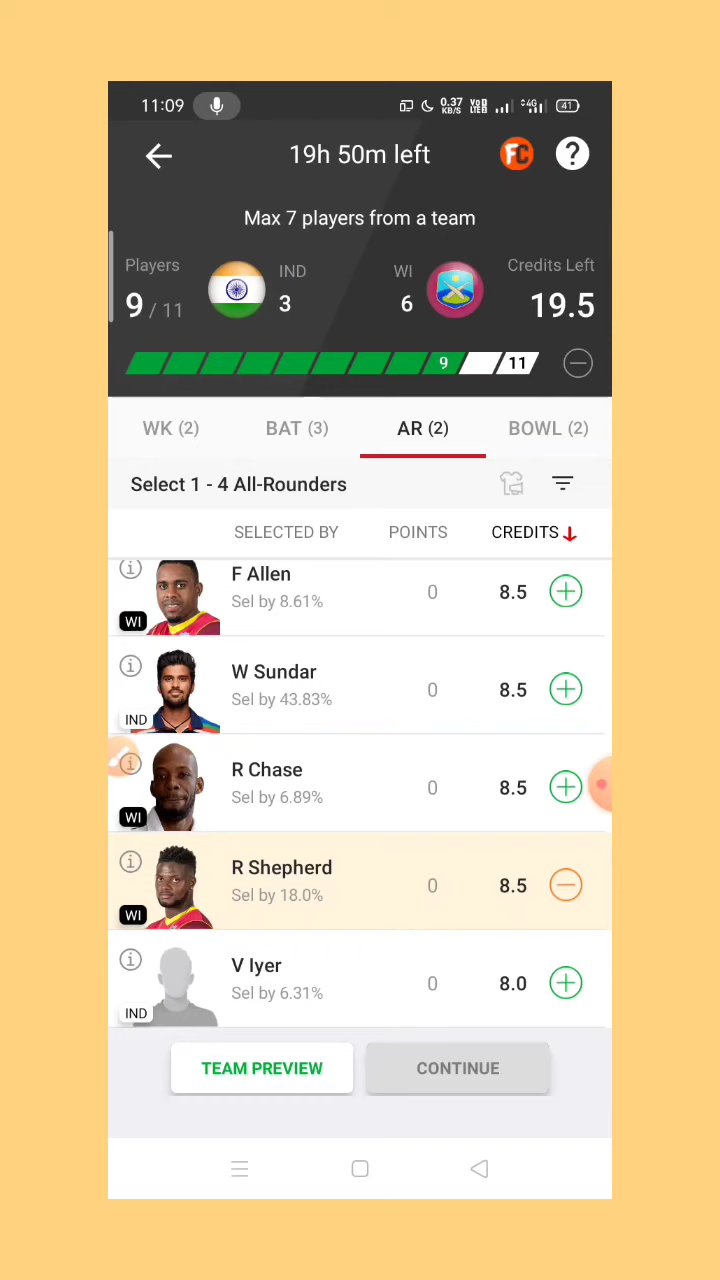 11:09 0.37 KB/S VoD LTE2 4G 41
19h 50m left FC ?
Max 7 players from a team
Players IND WI Credits Left
9 / 11 3 6 19.5
9 11
WK (2) BAT (3) AR (2) BOWL (2)
Select 1 - 4 All-Rounders
SELECTED BY POINTS CREDITS
F Allen
Sel by 8.61% 0 8.5
WI
W Sundar
Sel by 43.83% 0 8.5
IND
R Chase
Sel by 6.89% 0 8.5
WI
R Shepherd
Sel by 18.0% 0 8.5
WI
V Iyer
Sel by 6.31% 0 8.0
IND
TEAM PREVIEW CONTINUE